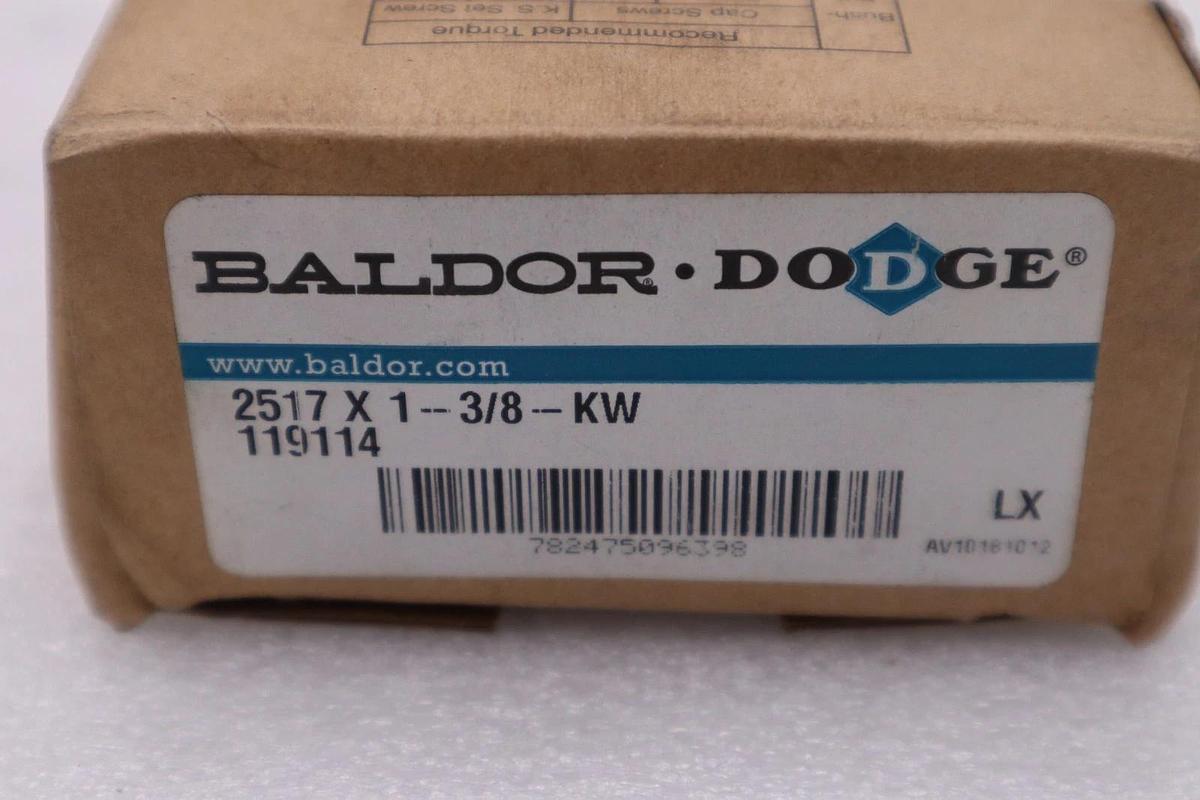 K.S. Set Screw Cap Screws Bush-
Recommended Torque
BALDOR® • DODGE®
www.baldor.com
2517 X 1--3/8--KW
119114
LX
782475096398
AV10161012